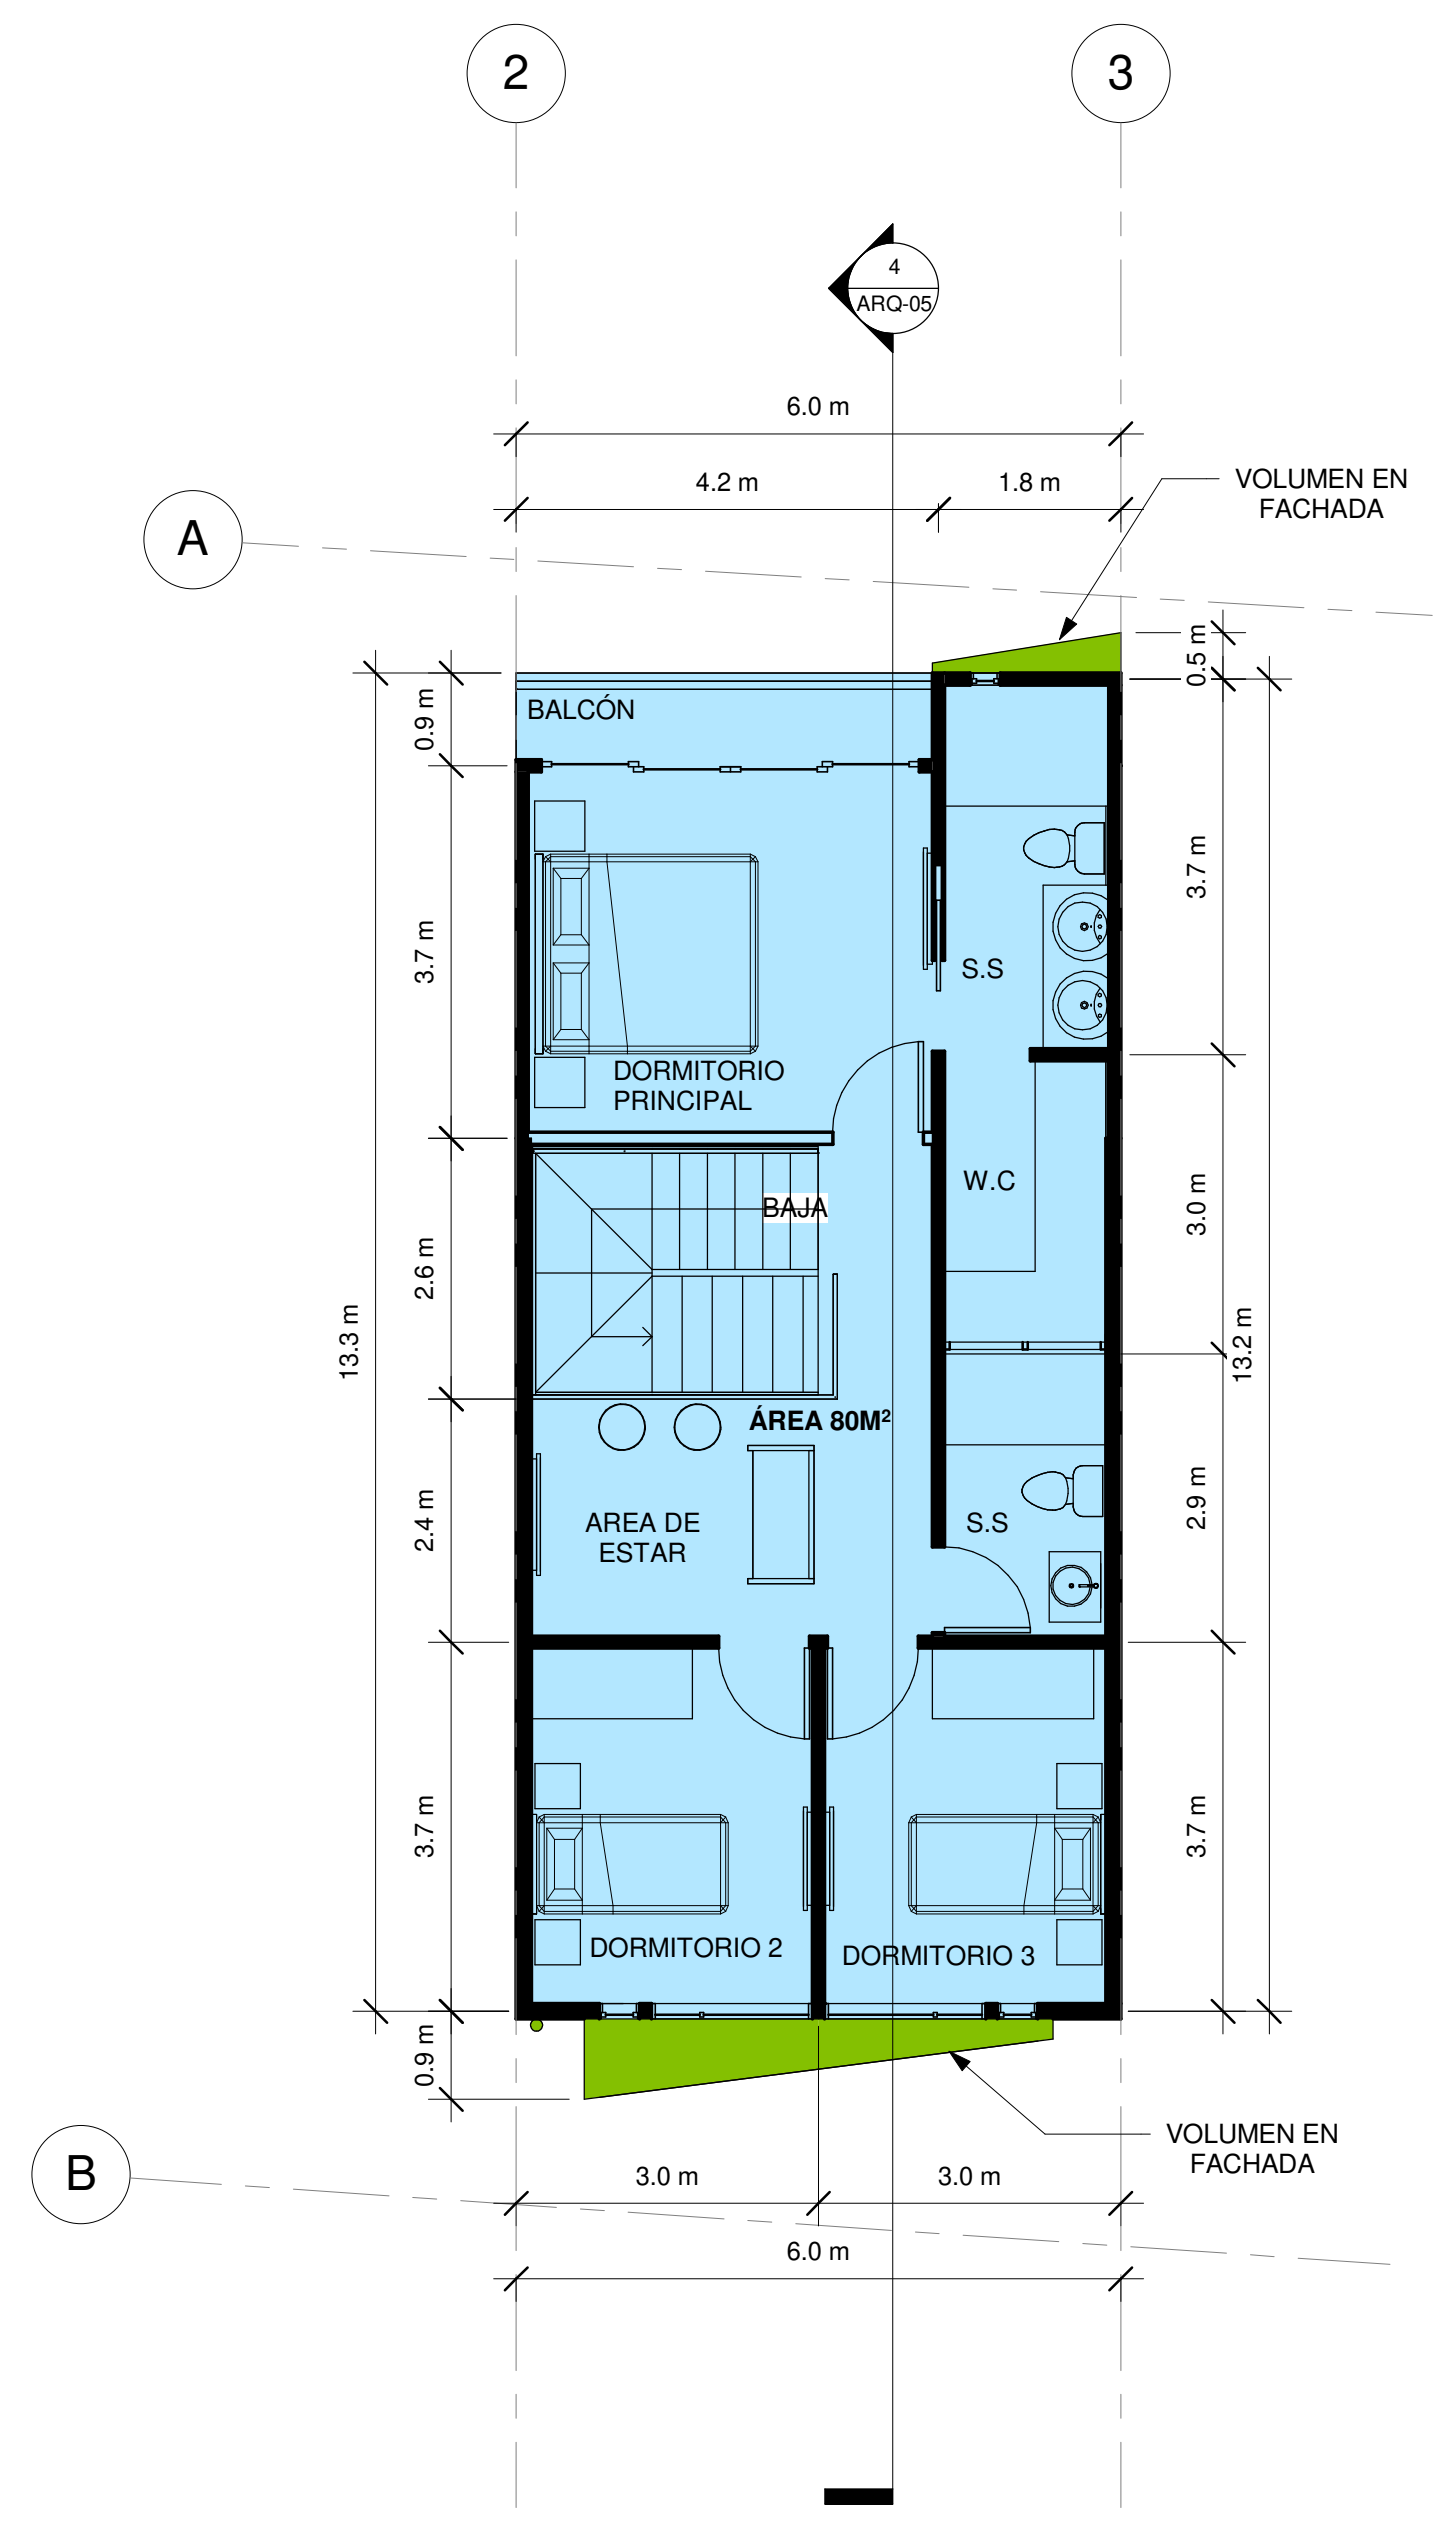 2
3
4
ARQ-05
6.0 m
4.2 m
1.8 m
VOLUMEN EN
FACHADA
A
0.5 m
BALCÓN
0.9 m
3.7 m
3.7 m
S.S
DORMITORIO
PRINCIPAL
W.C
BAJA
2.6 m
3.0 m
13.3 m
13.2 m
ÁREA 80M²
2.4 m
AREA DE
ESTAR
S.S
2.9 m
3.7 m
3.7 m
DORMITORIO 2
DORMITORIO 3
0.9 m
VOLUMEN EN
FACHADA
B
3.0 m
3.0 m
6.0 m